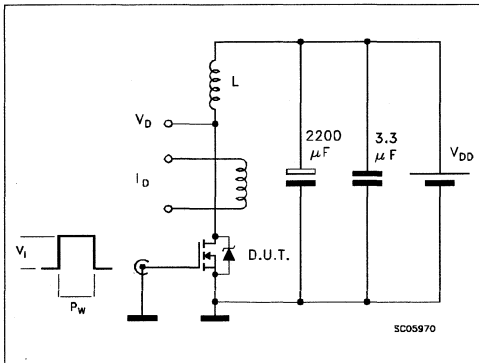 L
V_D
2200
μF
3.3
μF
V_DD
I_D
V_i
D.U.T.
P_W
SC05970